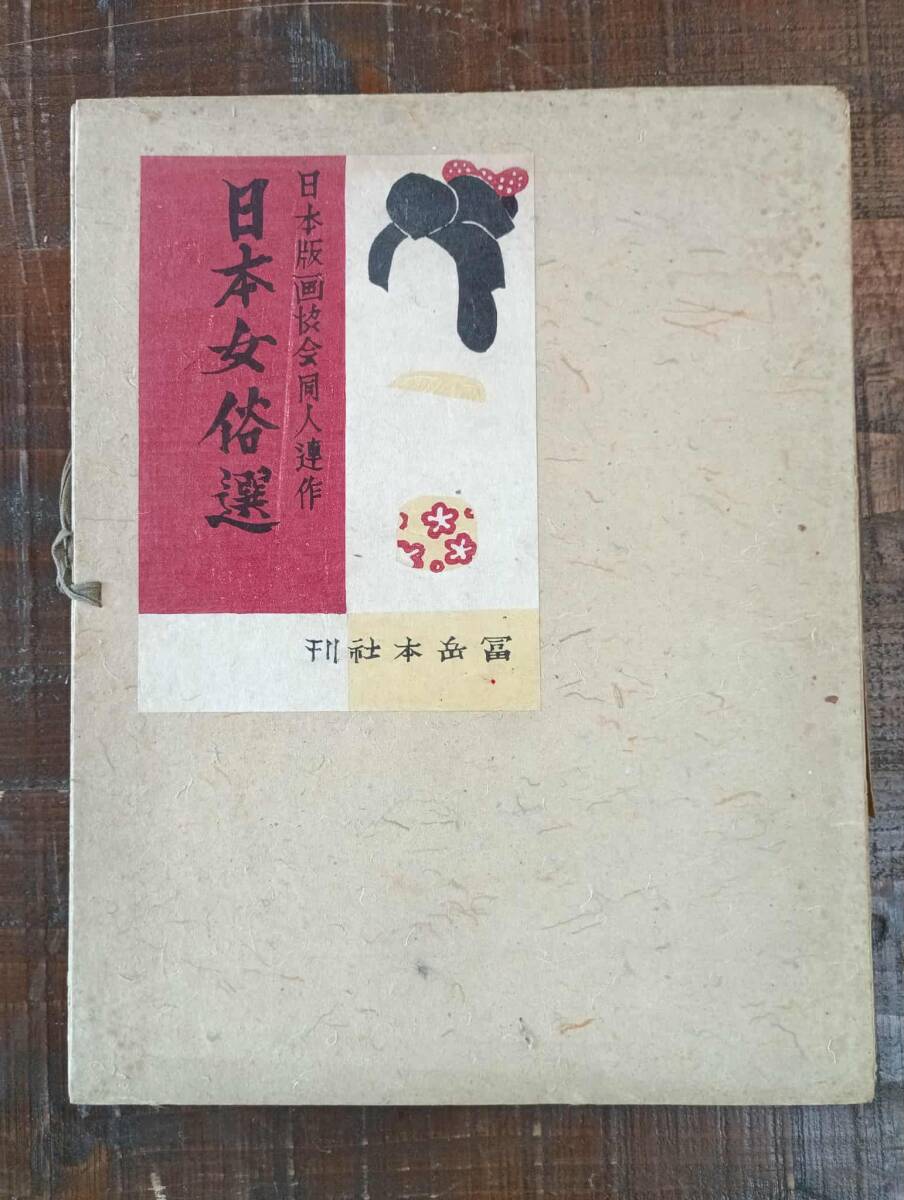 日本版画協会同人連作
日本女俗選
冨岳本社刊